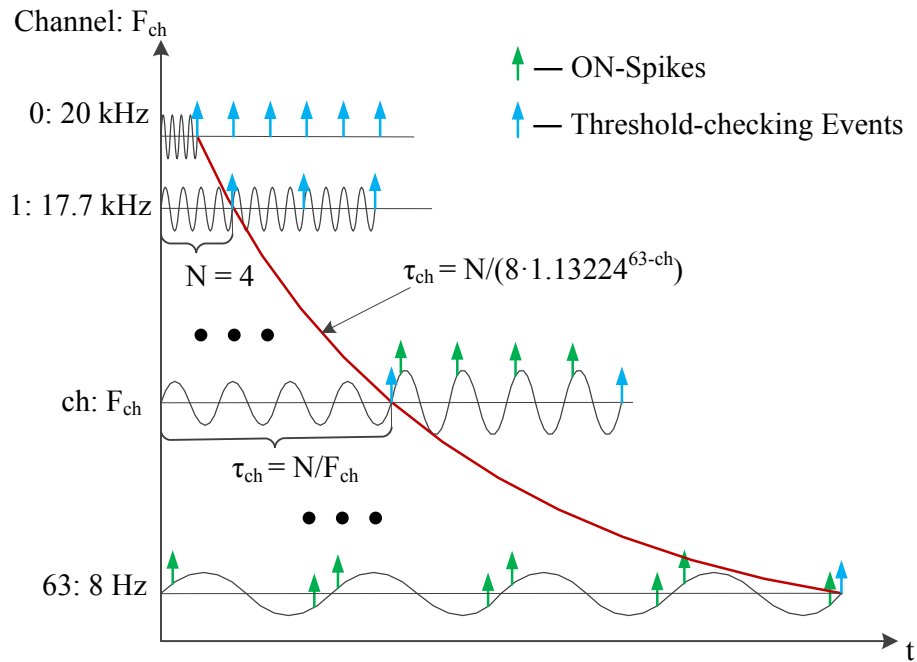 Channel: F_ch
— ON-Spikes
0: 20 kHz
— Threshold-checking Events
1: 17.7 kHz
N = 4
τ_ch = N/(8·1.13224^63-ch)
ch: F_ch
τ_ch = N/F_ch
63: 8 Hz
t